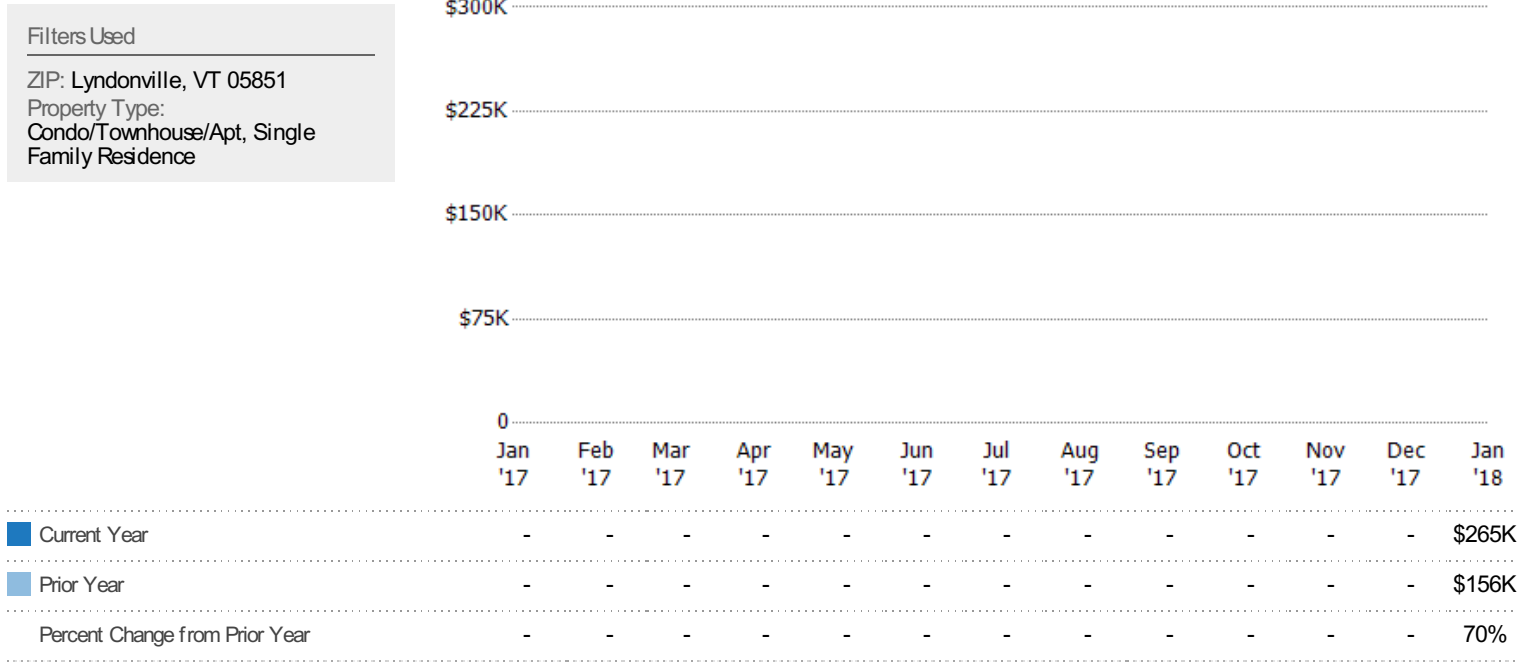 Filters Used
ZIP: Lyndonville, VT 05851
Property Type:
Condo/Townhouse/Apt, Single
Family Residence
$300K
$225K
$150K
$75K
0
Jan Feb Mar Apr May Jun Jul Aug Sep Oct Nov Dec Jan
'17 '17 '17 '17 '17 '17 '17 '17 '17 '17 '17 '17 '18
Current Year - - - - - - - - - - - - $265K
Prior Year - - - - - - - - - - - - $156K
Percent Change from Prior Year - - - - - - - - - - - - 70%